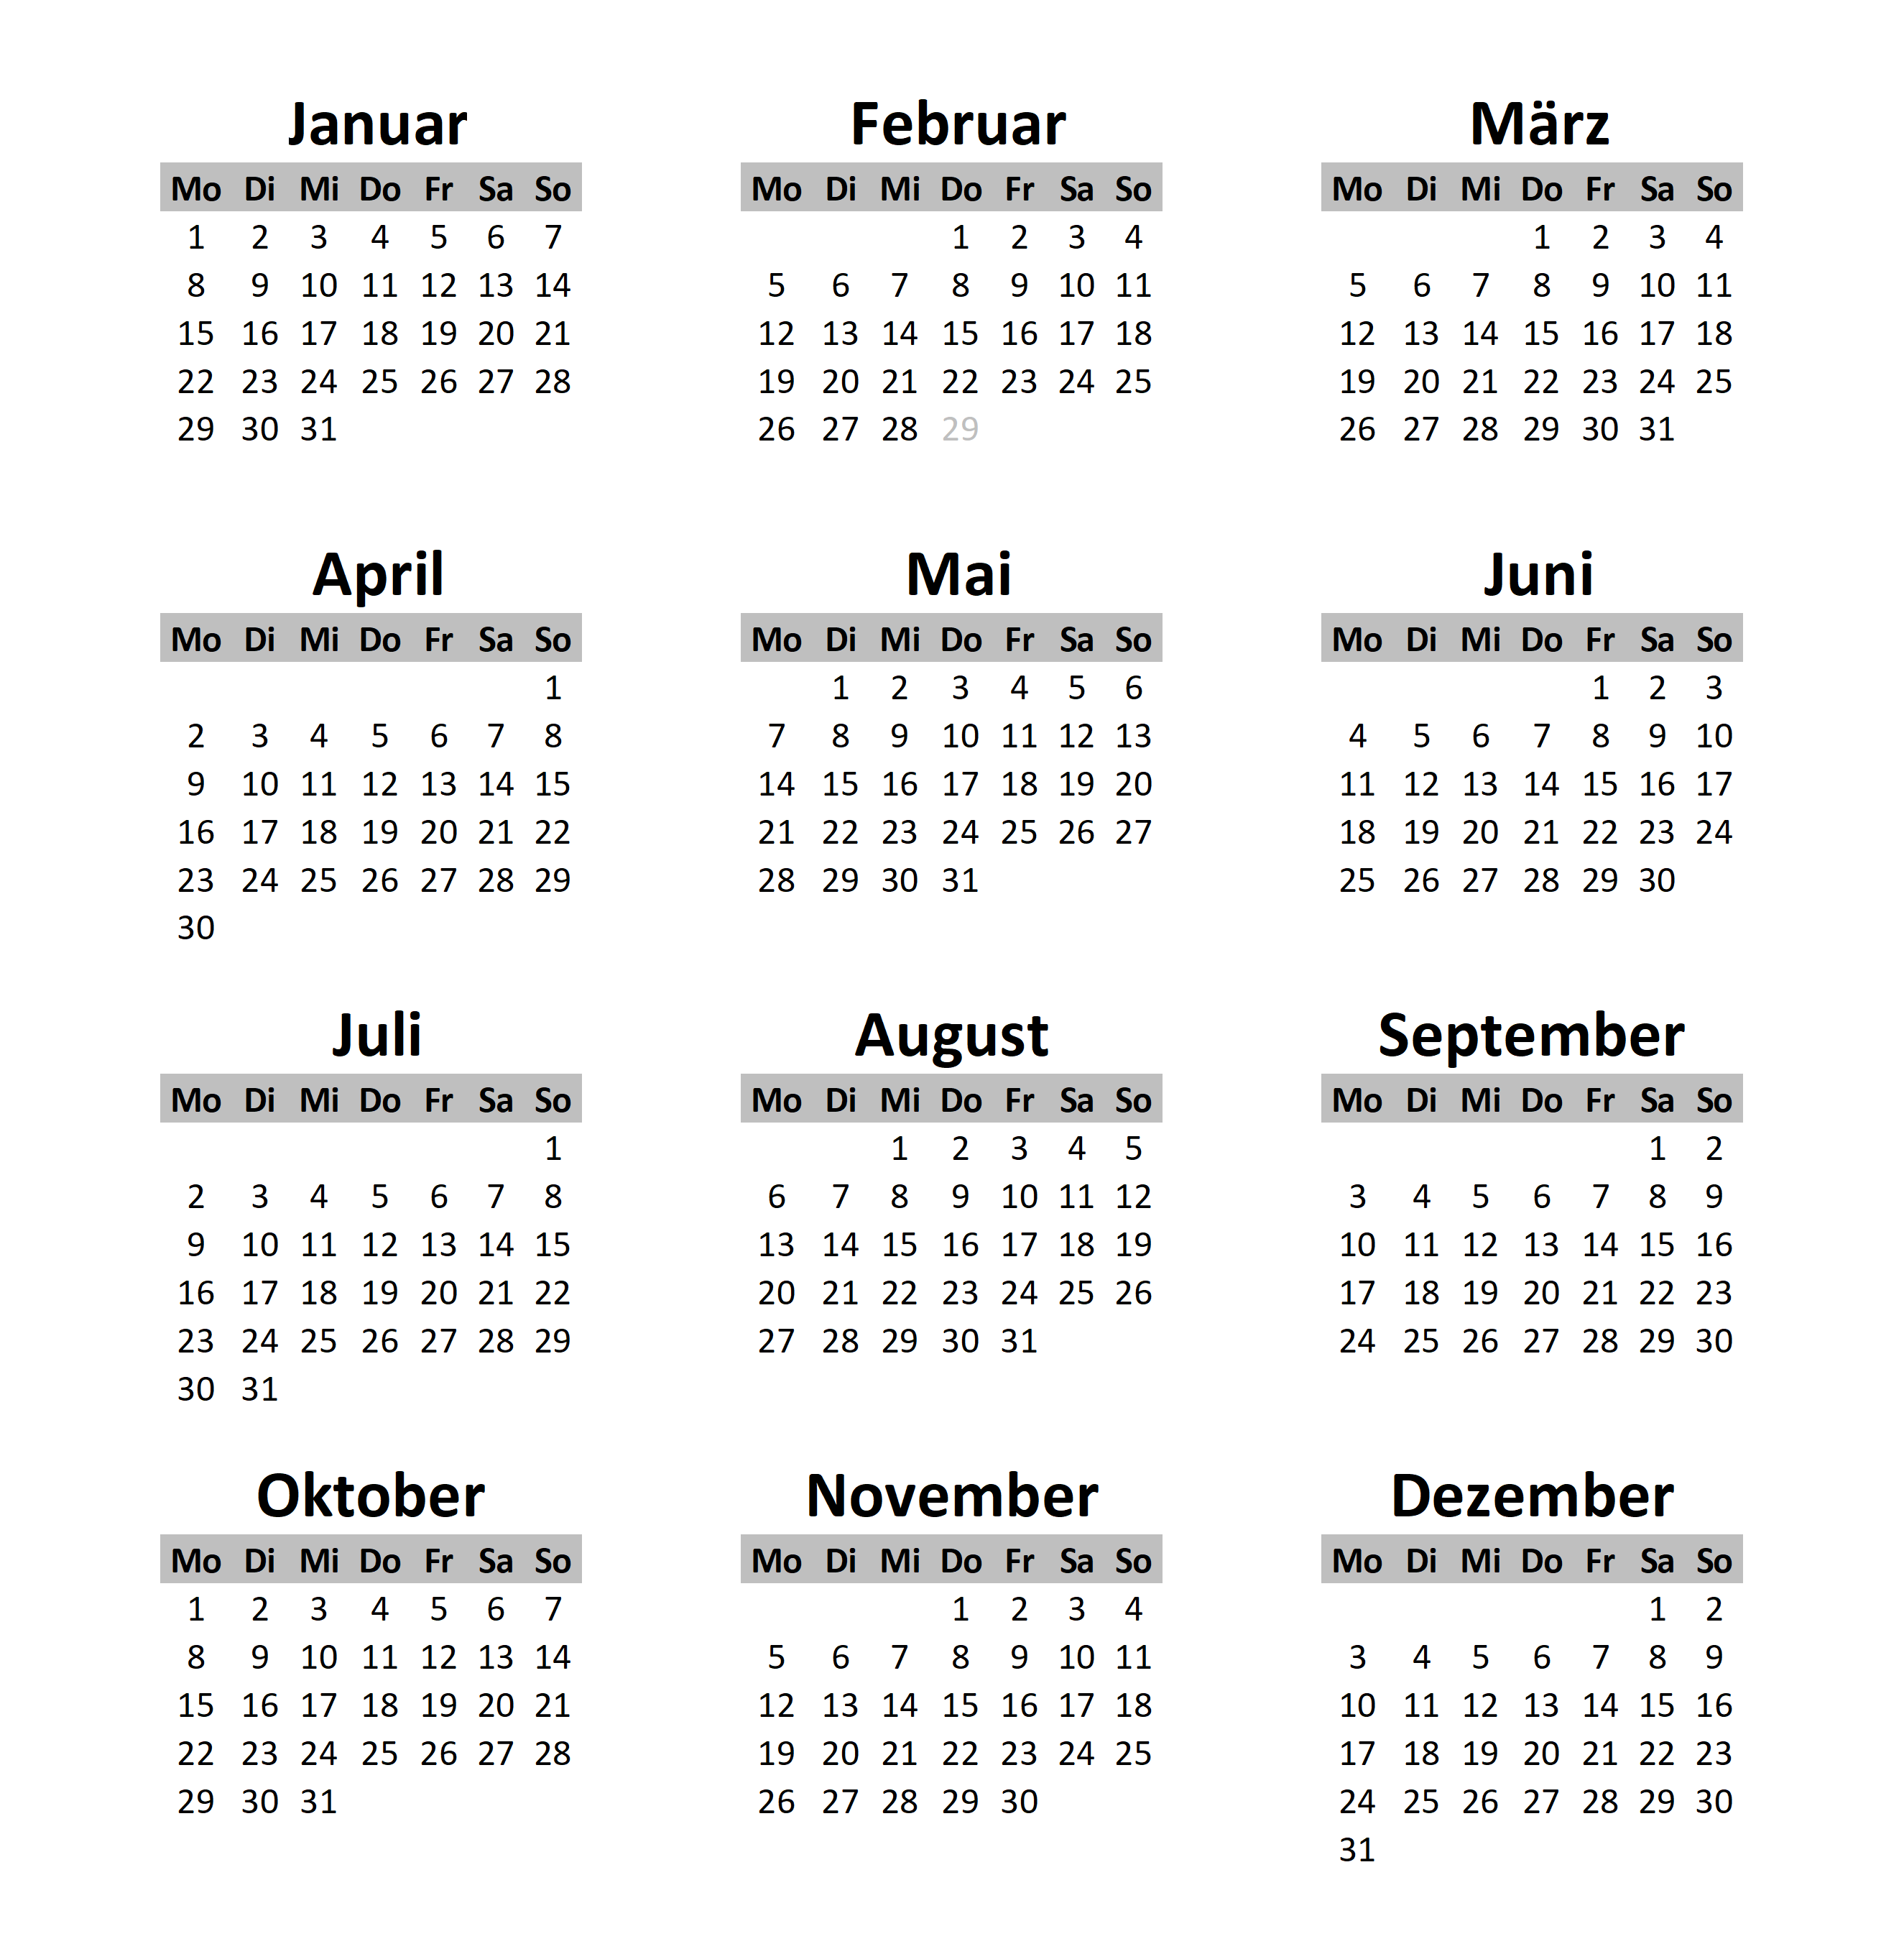 Januar Februar März
Mo Di Mi Do Fr Sa So Mo Di Mi Do Fr Sa So Mo Di Mi Do Fr Sa So
1 2 3 4 5 6 7 1 2 3 4 1 2 3 4
8 9 10 11 12 13 14 5 6 7 8 9 10 11 5 6 7 8 9 10 11
15 16 17 18 19 20 21 12 13 14 15 16 17 18 12 13 14 15 16 17 18
22 23 24 25 26 27 28 19 20 21 22 23 24 25 19 20 21 22 23 24 25
29 30 31 26 27 28 29 26 27 28 29 30 31
April Mai Juni
Mo Di Mi Do Fr Sa So Mo Di Mi Do Fr Sa So Mo Di Mi Do Fr Sa So
1 1 2 3 4 5 6 1 2 3
2 3 4 5 6 7 8 7 8 9 10 11 12 13 4 5 6 7 8 9 10
9 10 11 12 13 14 15 14 15 16 17 18 19 20 11 12 13 14 15 16 17
16 17 18 19 20 21 22 21 22 23 24 25 26 27 18 19 20 21 22 23 24
23 24 25 26 27 28 29 28 29 30 31 25 26 27 28 29 30
30
Juli August September
Mo Di Mi Do Fr Sa So Mo Di Mi Do Fr Sa So Mo Di Mi Do Fr Sa So
1 1 2 3 4 5 1 2
2 3 4 5 6 7 8 6 7 8 9 10 11 12 3 4 5 6 7 8 9
9 10 11 12 13 14 15 13 14 15 16 17 18 19 10 11 12 13 14 15 16
16 17 18 19 20 21 22 20 21 22 23 24 25 26 17 18 19 20 21 22 23
23 24 25 26 27 28 29 27 28 29 30 31 24 25 26 27 28 29 30
30 31
Oktober November Dezember
Mo Di Mi Do Fr Sa So Mo Di Mi Do Fr Sa So Mo Di Mi Do Fr Sa So
1 2 3 4 5 6 7 1 2 3 4 1 2
8 9 10 11 12 13 14 5 6 7 8 9 10 11 3 4 5 6 7 8 9
15 16 17 18 19 20 21 12 13 14 15 16 17 18 10 11 12 13 14 15 16
22 23 24 25 26 27 28 19 20 21 22 23 24 25 17 18 19 20 21 22 23
29 30 31 26 27 28 29 30 24 25 26 27 28 29 30
31